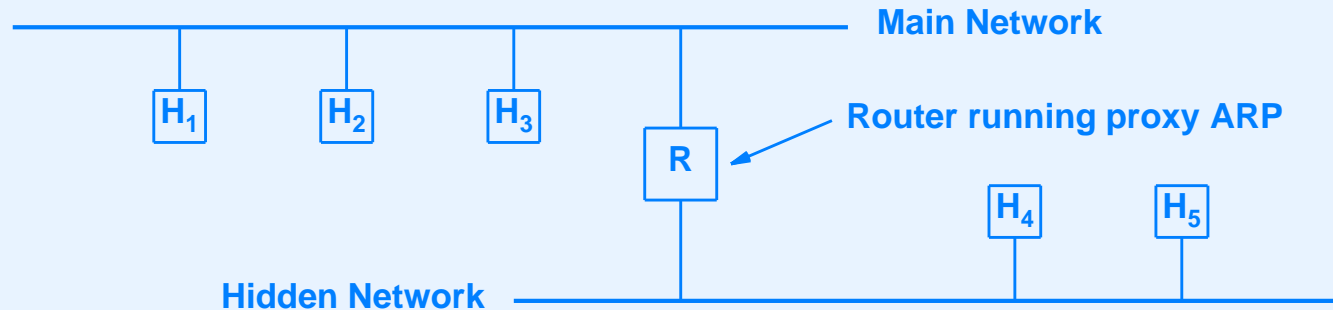 Main Network
H1 H2 H3
Router running proxy ARP
R
H4 H5
Hidden Network